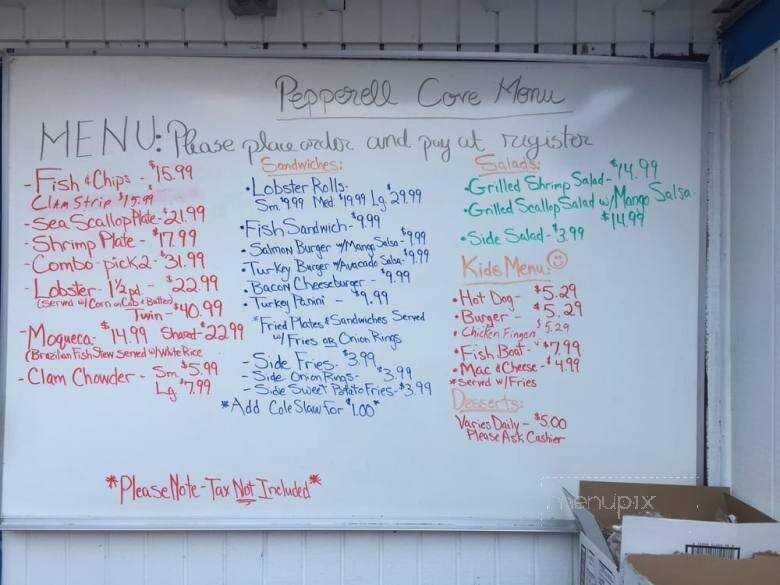 Pepperell Cove Menu
MENU: Please place order and pay at register
- Fish & Chips - $15.99
Clam Strip $15.99
- Sea Scallop Plate - $21.99
- Shrimp Plate - $17.99
- Combo - pick 2 - $31.99
- Lobster - 1½ pd. - $22.99
(Served w/ Corn on Cob & Butter)
Twin - $40.99
- Moqueca - $14.99 Shared - $22.99
(Brazilian Fish Stew Served w/ White Rice
- Clam Chowder - Sm. $5.99
Lg. $7.99
Sandwiches:
• Lobster Rolls -
Sm. $9.99 Med. $19.99 Lg. $29.99
• Fish Sandwich - $9.99
• Salmon Burger w/ Mango Salsa - $9.99
• Turkey Burger w/ Avacado Salsa - $9.99
• Bacon Cheeseburger - $9.99
• Turkey Panini - $9.99
*Fried Plates & Sandwiches Served
w/ Fries OR Onion Rings
- Side Fries - $3.99
- Side Onion Rings - $3.99
- Side Sweet Potato Fries - $3.99
*Add Cole Slaw for $1.00*
Salads:
• Grilled Shrimp Salad - $14.99
• Grilled Scallop Salad w/ Mango Salsa -
$14.99
• Side Salad - $3.99
Kids Menu:
• Hot Dog - $5.29
• Burger - $5.29
• Chicken Fingers $5.29
• Fish Boat - $7.99
• Mac & Cheese - $4.99
*Served w/ Fries
Desserts:
Varies Daily - $5.00
Please Ask Cashier
*Please Note - Tax Not Included*
menupix